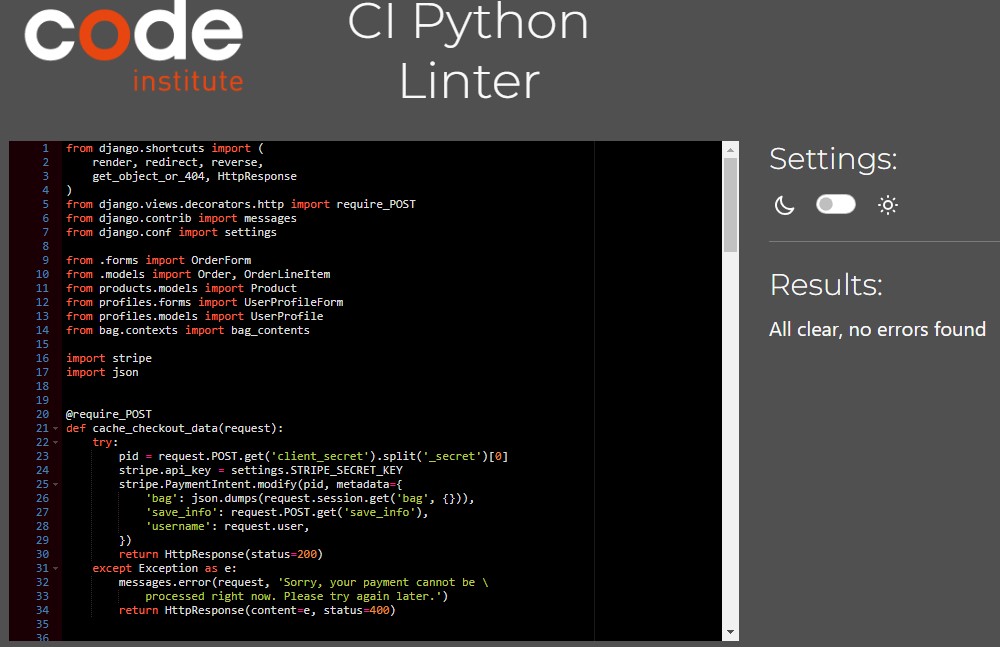 code
institute
CI Python
Linter
1 from django.shortcuts import (
2     render, redirect, reverse,
3     get_object_or_404, HttpResponse
4 )
5 from django.views.decorators.http import require_POST
6 from django.contrib import messages
7 from django.conf import settings
8
9 from .forms import OrderForm
10 from .models import Order, OrderLineItem
11 from products.models import Product
12 from profiles.forms import UserProfileForm
13 from profiles.models import UserProfile
14 from bag.contexts import bag_contents
15
16 import stripe
17 import json
18
19
20 @require_POST
21 def cache_checkout_data(request):
22     try:
23         pid = request.POST.get('client_secret').split('_secret')[0]
24         stripe.api_key = settings.STRIPE_SECRET_KEY
25         stripe.PaymentIntent.modify(pid, metadata={
26             'bag': json.dumps(request.session.get('bag', {})),
27             'save_info': request.POST.get('save_info'),
28             'username': request.user,
29         })
30         return HttpResponse(status=200)
31     except Exception as e:
32         messages.error(request, 'Sorry, your payment cannot be \
33             processed right now. Please try again later.')
34         return HttpResponse(content=e, status=400)
35
36
Settings:
Results:
All clear, no errors found